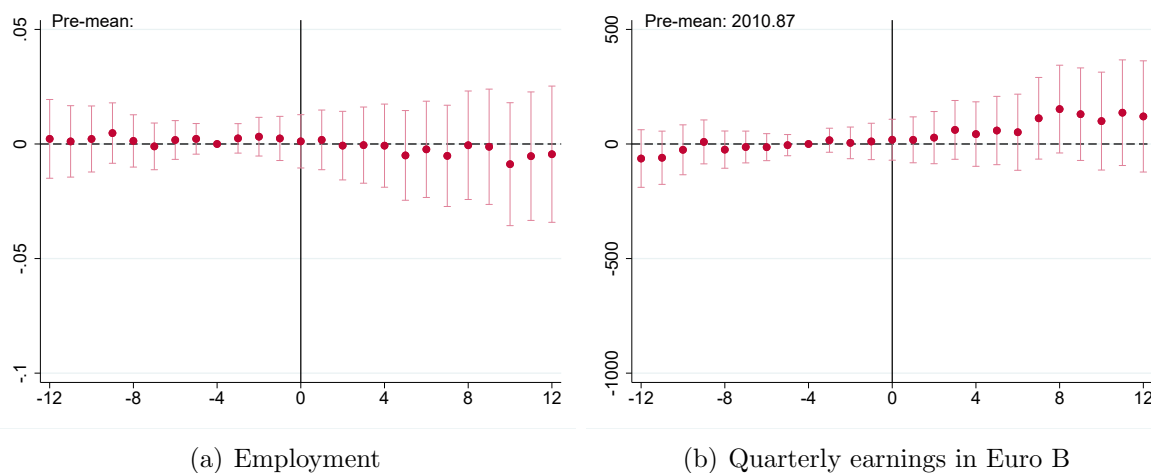 Pre-mean:
.05
0
-.05
-.1
-12 -8 -4 0 4 8 12
(a) Employment
Pre-mean: 2010.87
500
0
-500
-1000
-12 -8 -4 0 4 8 12
(b) Quarterly earnings in Euro B